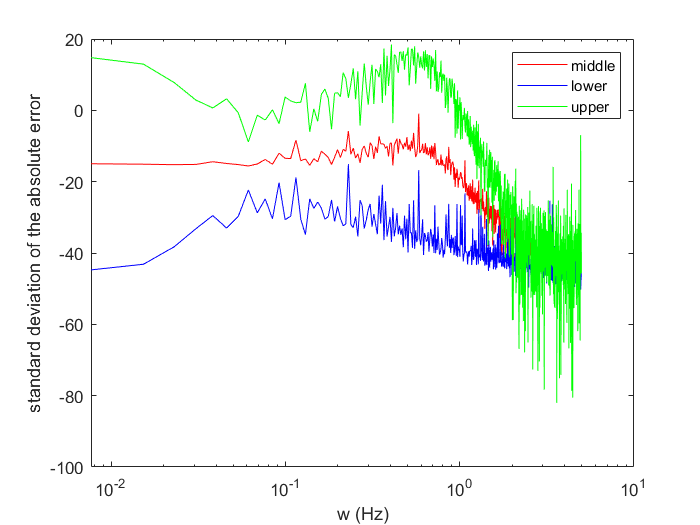 20
0
-20
-40
-60
-80
-100
standard deviation of the absolute error
middle
lower
upper
10^-2
10^-1
10^0
10^1
w (Hz)